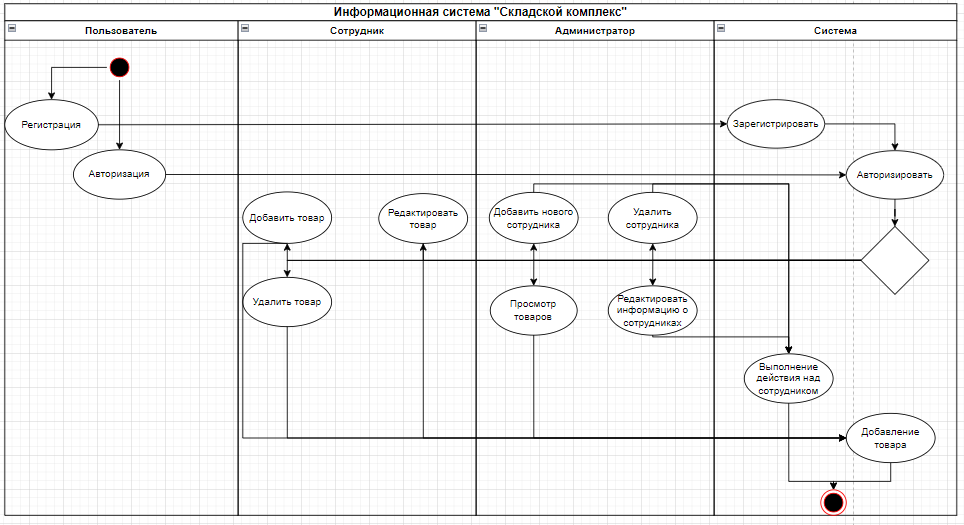 Информационная система "Складской комплекс"
Пользователь
Сотрудник
Администратор
Система
Регистрация
Зарегистрировать
Авторизация
Авторизировать
Добавить товар
Редактировать
товар
Добавить нового
сотрудника
Удалить
сотрудника
Удалить товар
Просмотр
товаров
Редактировать
информацию о
сотрудниках
Выполнение
действия над
сотрудником
Добавление
товара